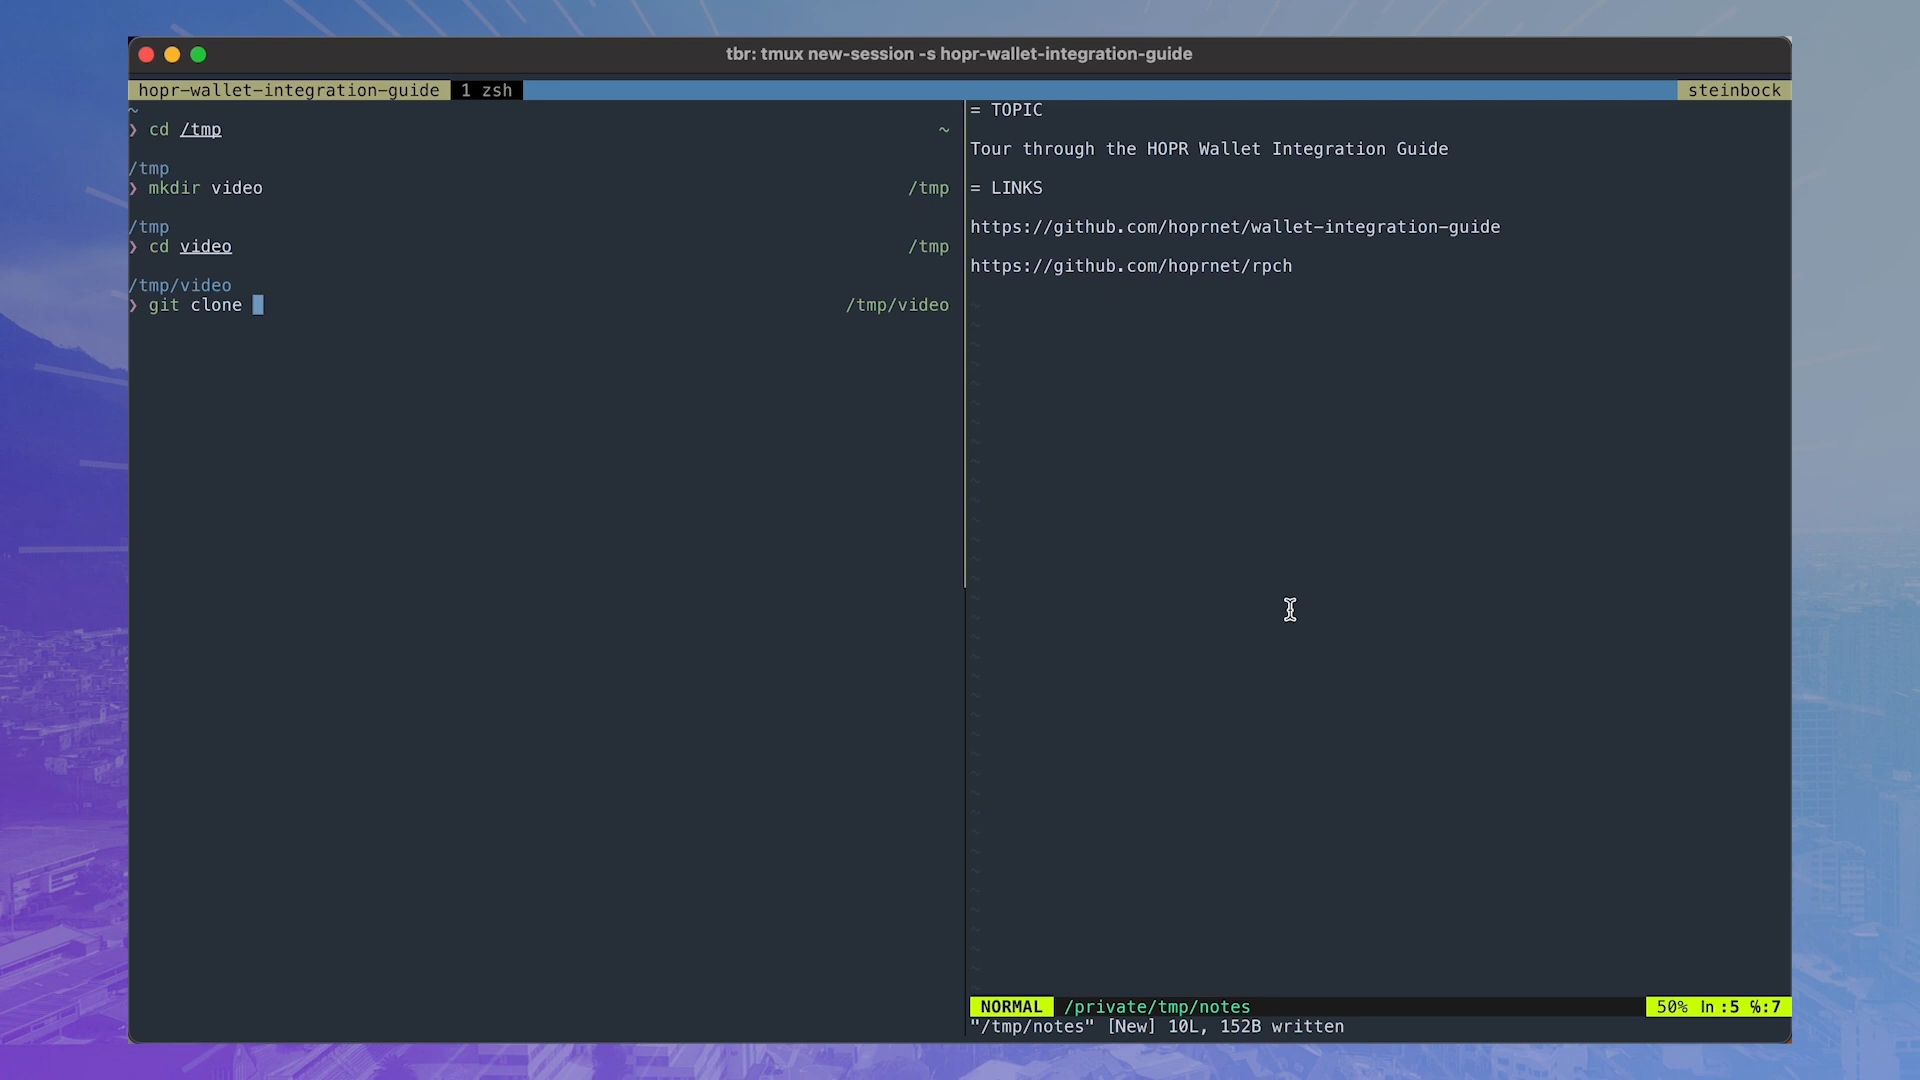 tbr: tmux new-session -s hopr-wallet-integration-guide
hopr-wallet-integration-guide 1 zsh steinbock
~
❯ cd /tmp ~
/tmp
❯ mkdir video /tmp
/tmp
❯ cd video /tmp
/tmp/video
❯ git clone /tmp/video
= TOPIC
Tour through the HOPR Wallet Integration Guide
= LINKS
https://github.com/hoprnet/wallet-integration-guide
https://github.com/hoprnet/rpch
NORMAL /private/tmp/notes 50% ln :5 %:7
"/tmp/notes" [New] 10L, 152B written